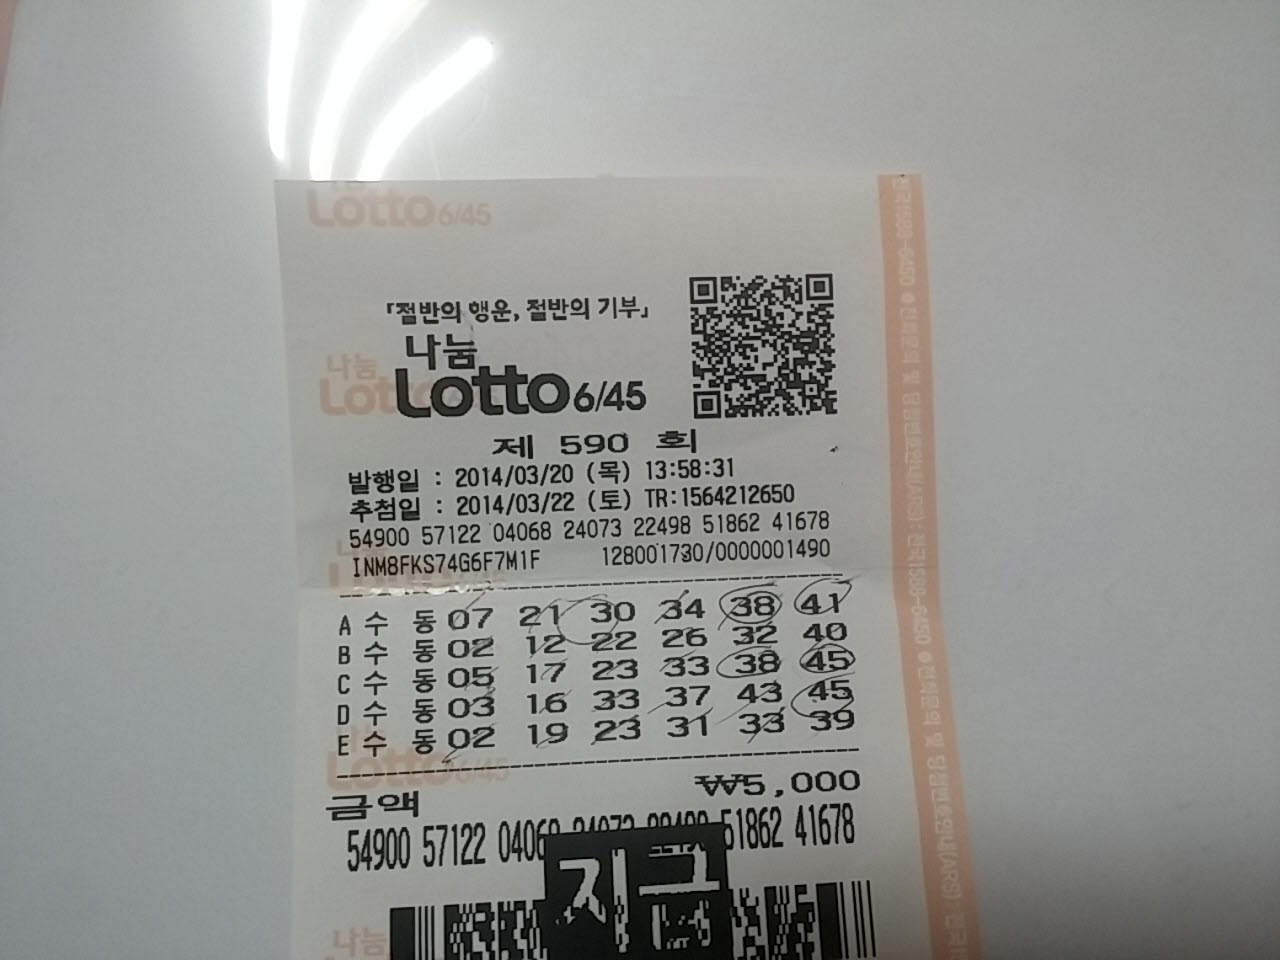 Lotto 6/45
「절반의 행운, 절반의 기부」
나눔
Lotto 6/45
제 590 회
발행일 : 2014/03/20 (목) 13:58:31
추첨일 : 2014/03/22 (토) TR:1564212650
54900 57122 04068 24073 22498 51862 41678
INM8FKS74G6F7M1F 128001730/0000001490
A 수 동 07 21 30 34 38 41
B 수 동 02 12 22 26 32 40
C 수 동 05 17 23 33 38 45
D 수 동 03 16 33 37 43 45
E 수 동 02 19 23 31 33 39
금액 ₩5,000
54900 57122 04068 24073 22498 51862 41678
지급
나눔